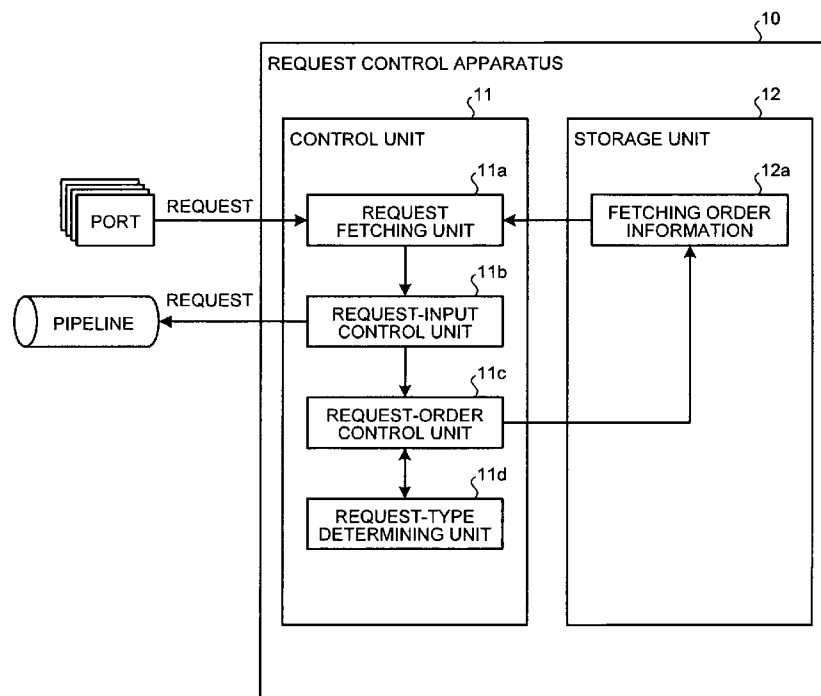 10
REQUEST CONTROL APPARATUS
11
12
CONTROL UNIT
STORAGE UNIT
11a
12a
PORT
REQUEST
REQUEST
FETCHING UNIT
FETCHING ORDER
INFORMATION
11b
PIPELINE
REQUEST
REQUEST-INPUT
CONTROL UNIT
11c
REQUEST-ORDER
CONTROL UNIT
11d
REQUEST-TYPE
DETERMINING UNIT